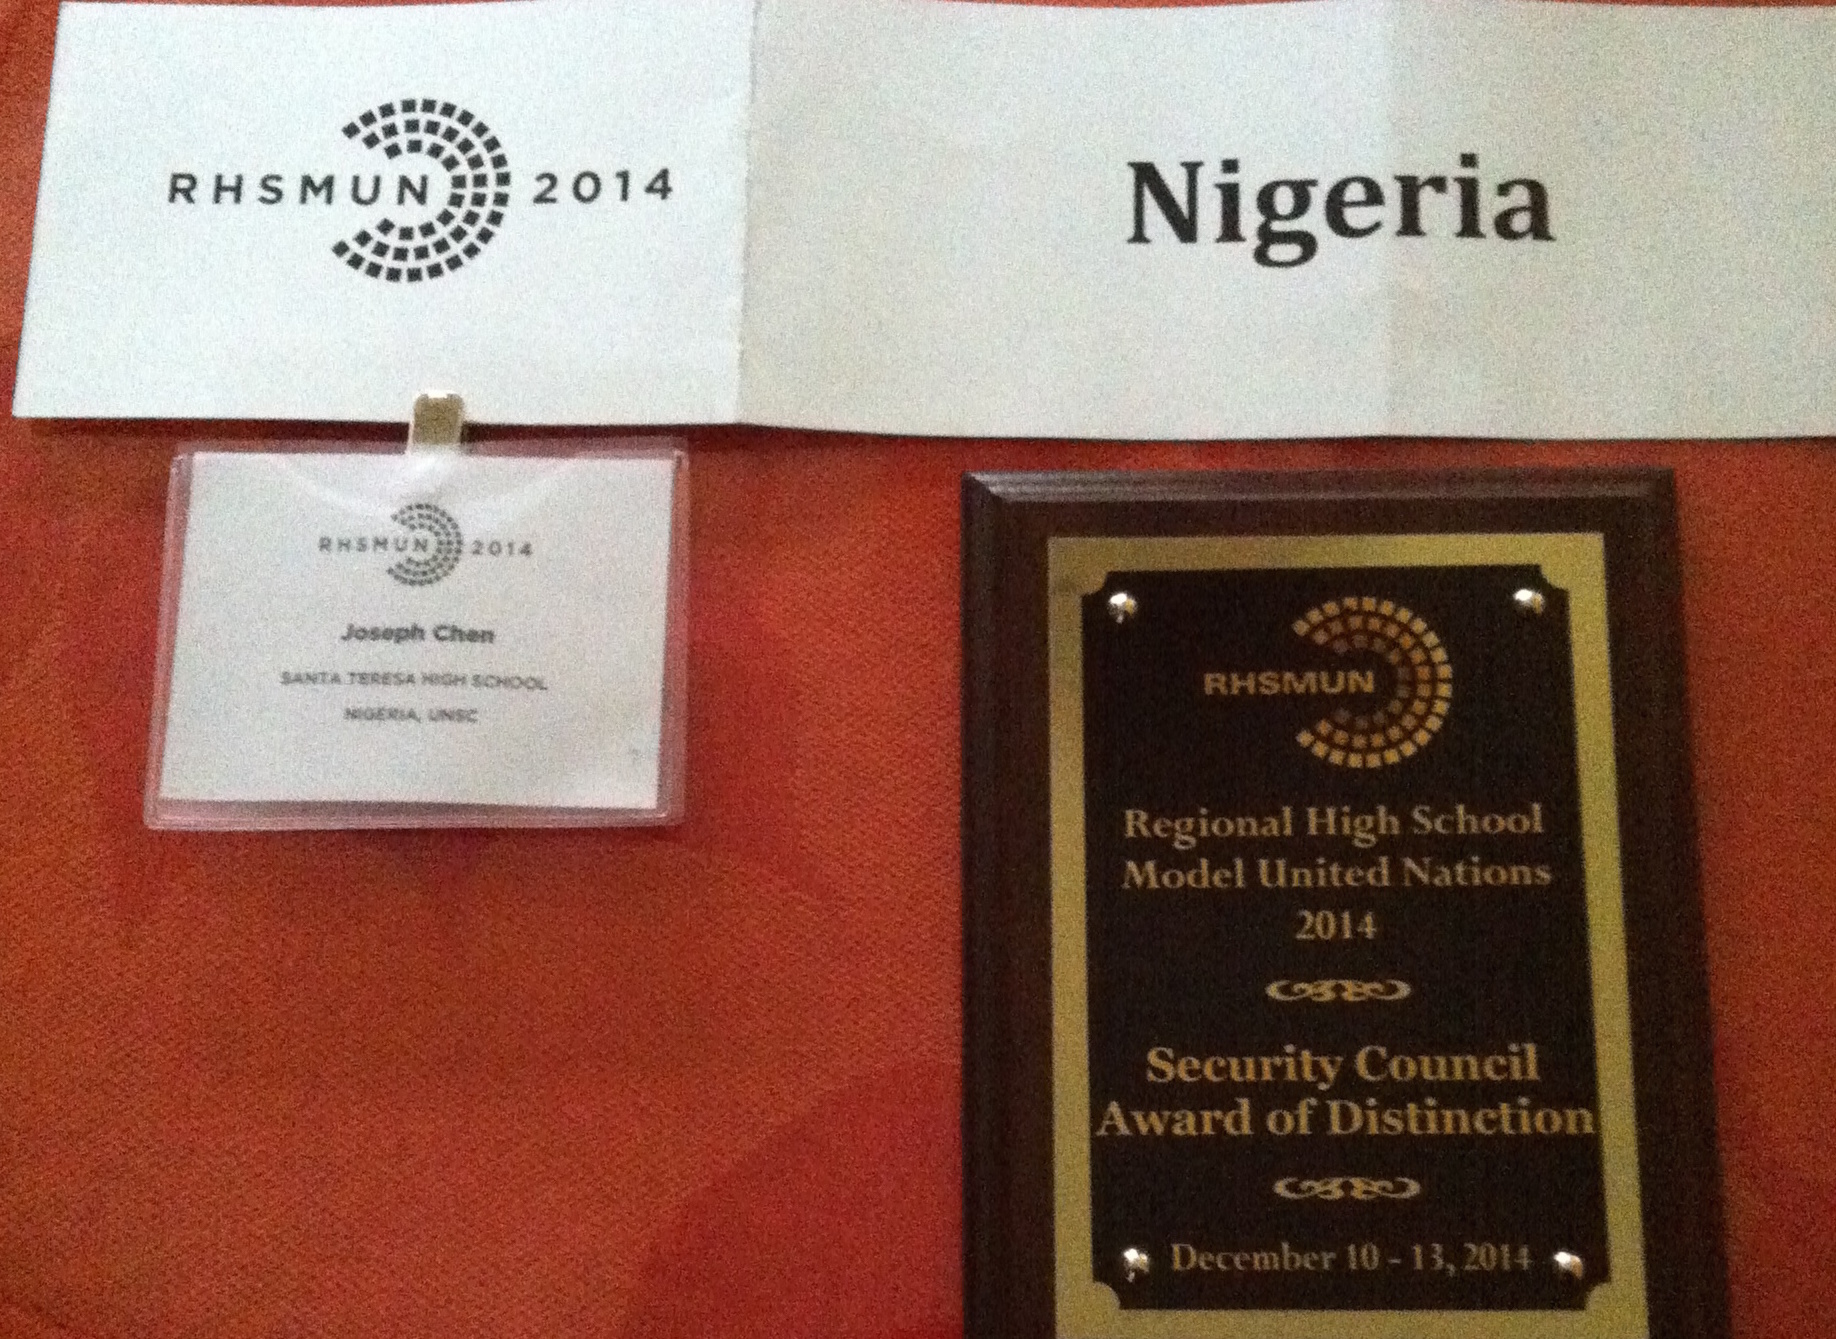 RHSMUN 2014
Nigeria
RHSMUN 2014
Joseph Chen
SANTA TERESA HIGH SCHOOL
NIGERIA, UNSC
RHSMUN
Regional High School
Model United Nations
2014
Security Council
Award of Distinction
December 10 - 13, 2014